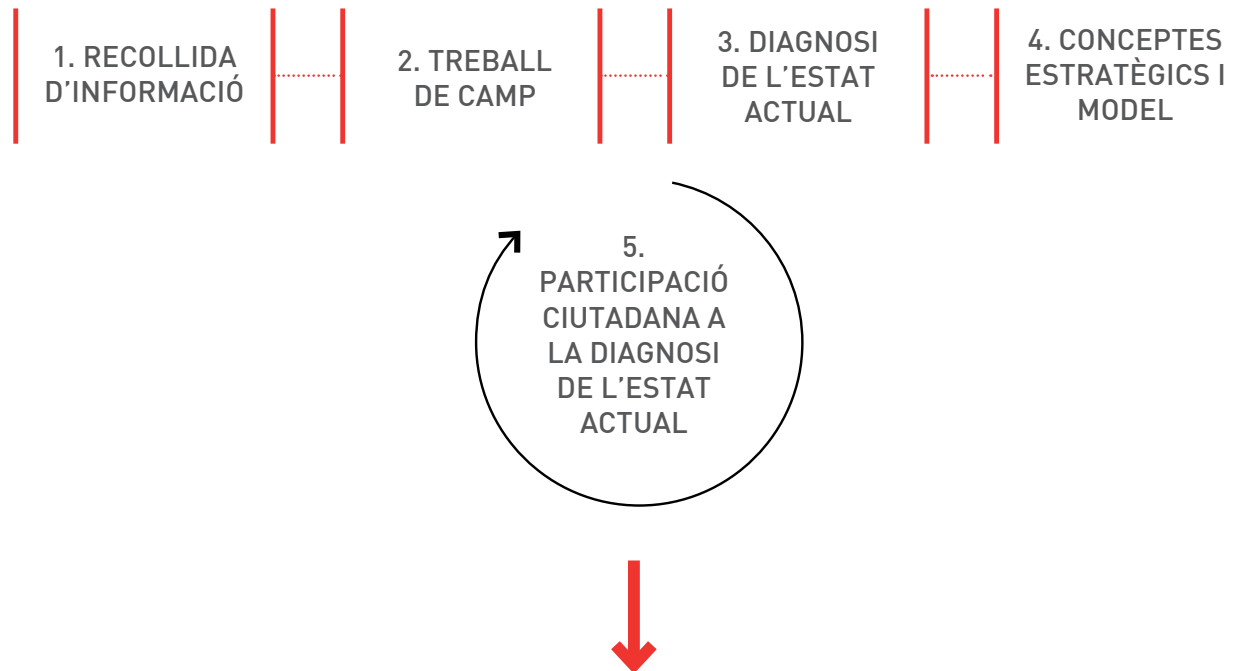 1. RECOLLIDA
D'INFORMACIÓ
2. TREBALL
DE CAMP
3. DIAGNOSI
DE L'ESTAT
ACTUAL
4. CONCEPTES
ESTRATÈGICS I
MODEL
5.
PARTICIPACIÓ
CIUTADANA A
LA DIAGNOSI
DE L'ESTAT
ACTUAL